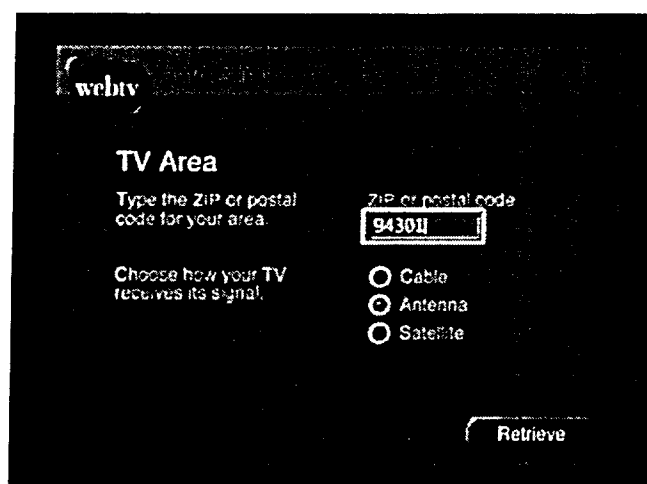 webtv
TV Area
Type the ZIP or postal
code for your area.
ZIP or postal code
94301
Choose how your TV
receives its signal.
Cable
Antenna
Satellite
Retrieve